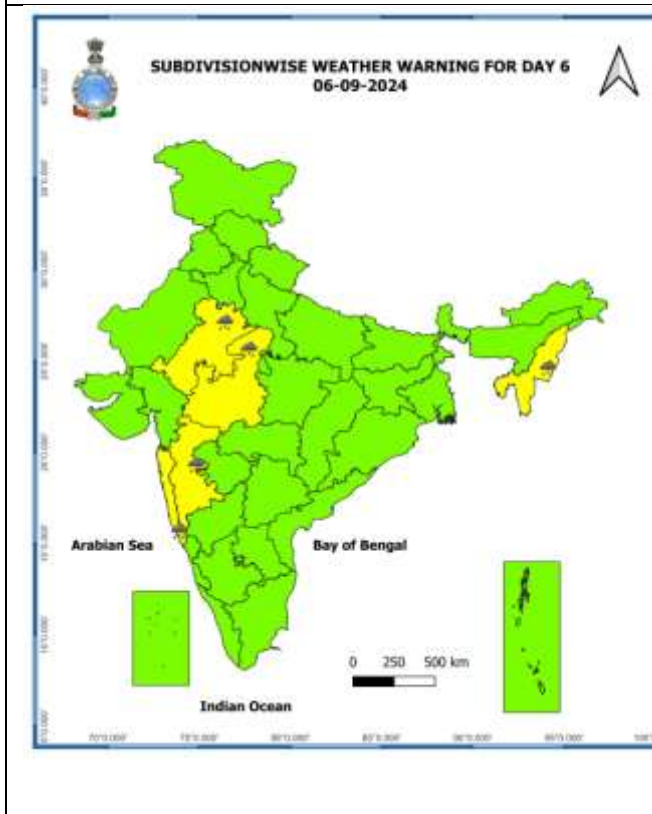 SUBDIVISIONWISE WEATHER WARNING FOR DAY 6
06-09-2024
Arabian Sea
Bay of Bengal
0 250 500 km
Indian Ocean